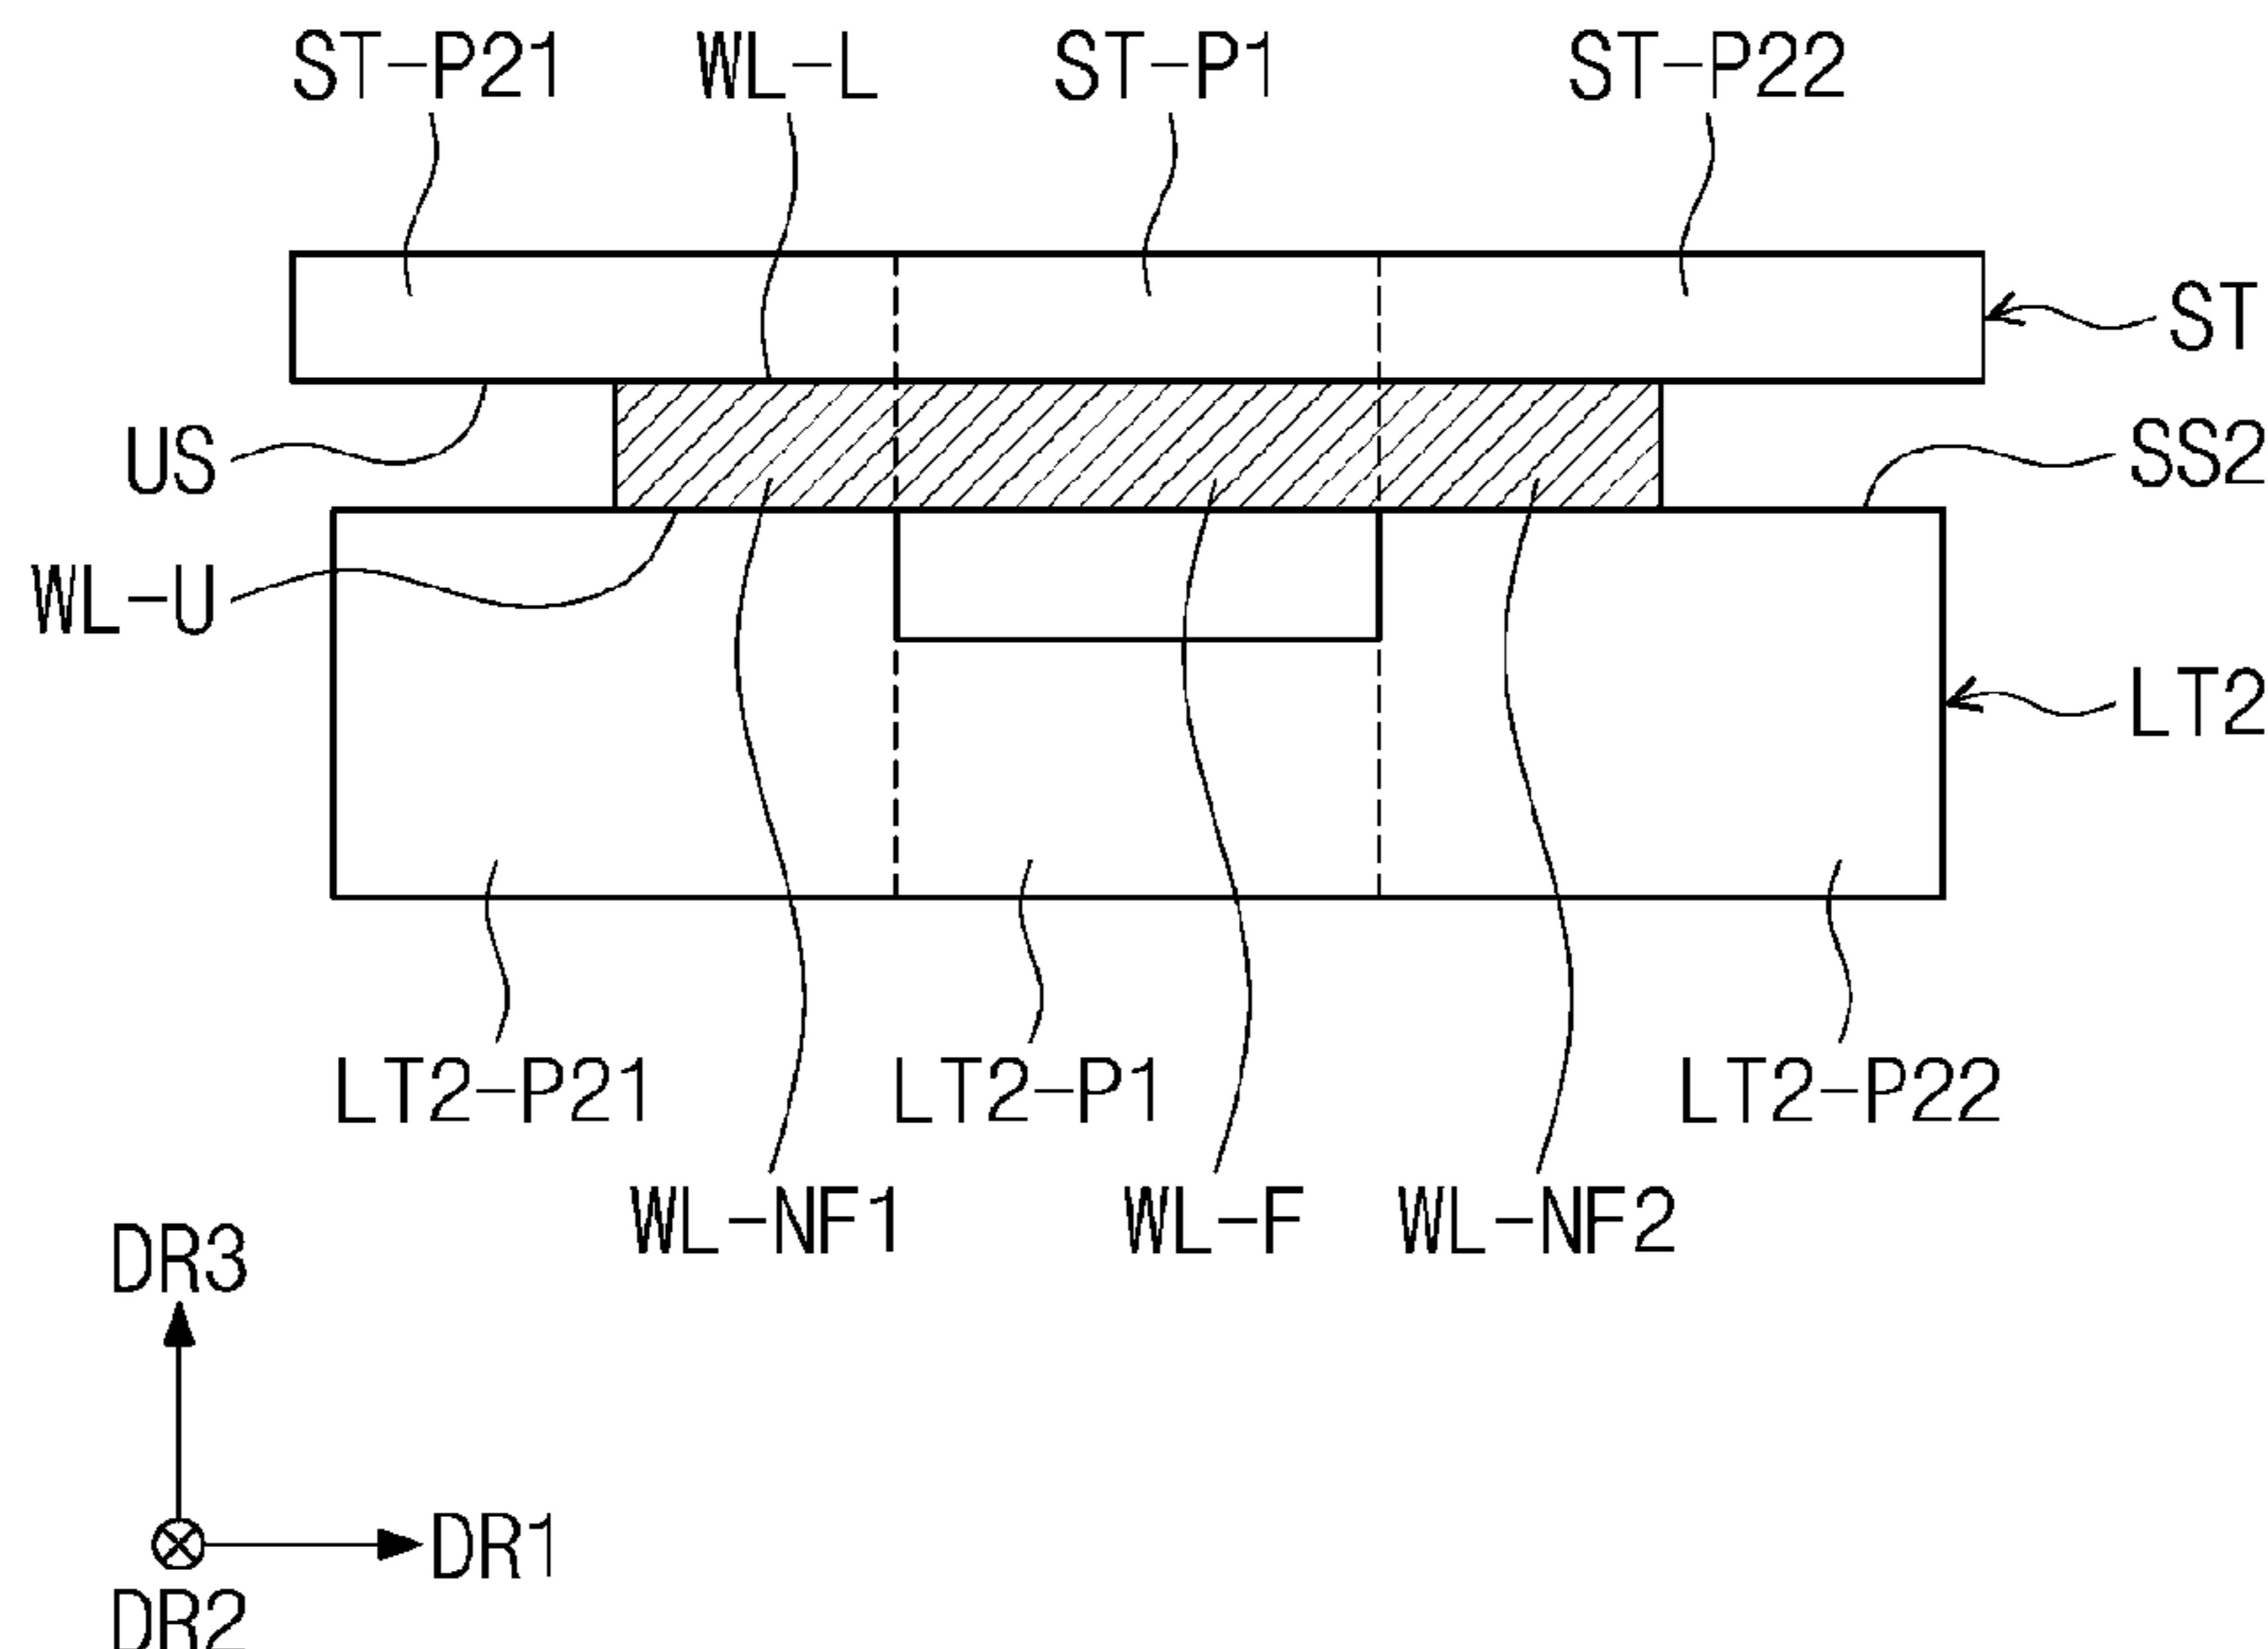 ST-P21 WL-L ST-P1 ST-P22
ST
US
SS2
WL-U
LT2
LT2-P21 LT2-P1 LT2-P22
WL-NF1 WL-F WL-NF2
DR3
DR1
DR2